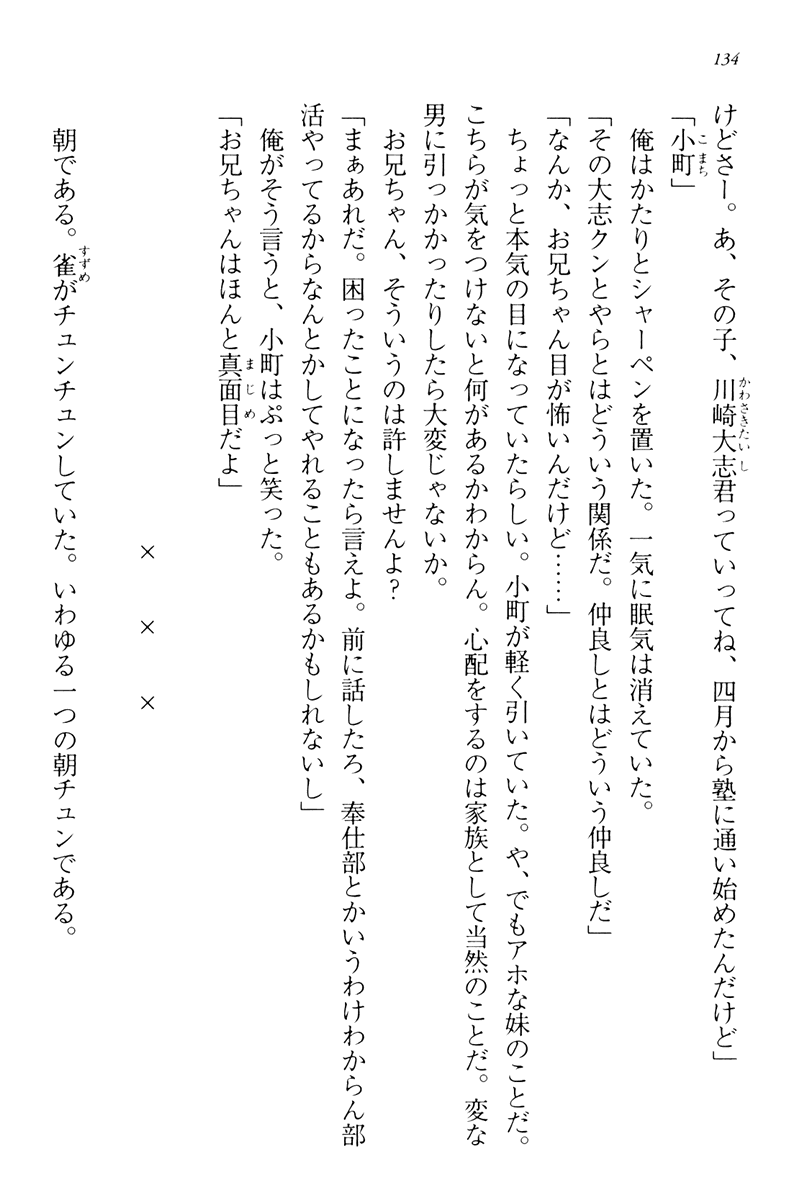 134
けどさー。あ、その子、川崎大志君っていってね、四月から塾に通い始めたんだけど」
「小町」
　俺はかたりとシャーペンを置いた。一気に眠気は消えていた。
「その大志クンとやらとはどういう関係だ。仲良しとはどういう仲良しだ」
「なんか、お兄ちゃん目が怖いんだけど……」
　ちょっと本気の目になっていたらしい。小町が軽く引いていた。や、でもアホな妹のことだ。
こちらが気をつけないと何があるかわからん。心配をするのは家族として当然のことだ。変な
男に引っかかったりしたら大変じゃないか。
　お兄ちゃん、そういうのは許しませんよ？
「まぁあれだ。困ったことになったら言えよ。前に話したろ、奉仕部とかいうわけわからん部
活やってるからなんとかしてやれることもあるかもしれないし」
　俺がそう言うと、小町はぷっと笑った。
「お兄ちゃんはほんと真面目だよ」
×　×　×
　朝である。雀がチュンチュンしていた。いわゆる一つの朝チュンである。